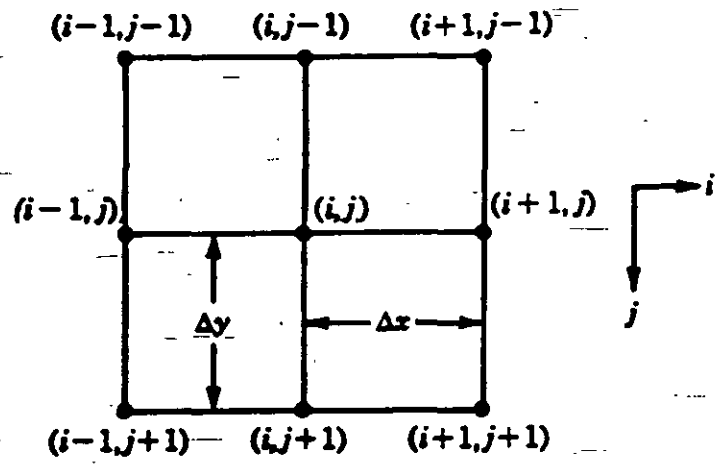 (i−1,j−1) (i,j−1) (i+1,j−1)
i
(i−1,j) (i,j) (i+1,j)
j
Δy Δx
(i−1,j+1) (i,j+1) (i+1,j+1)